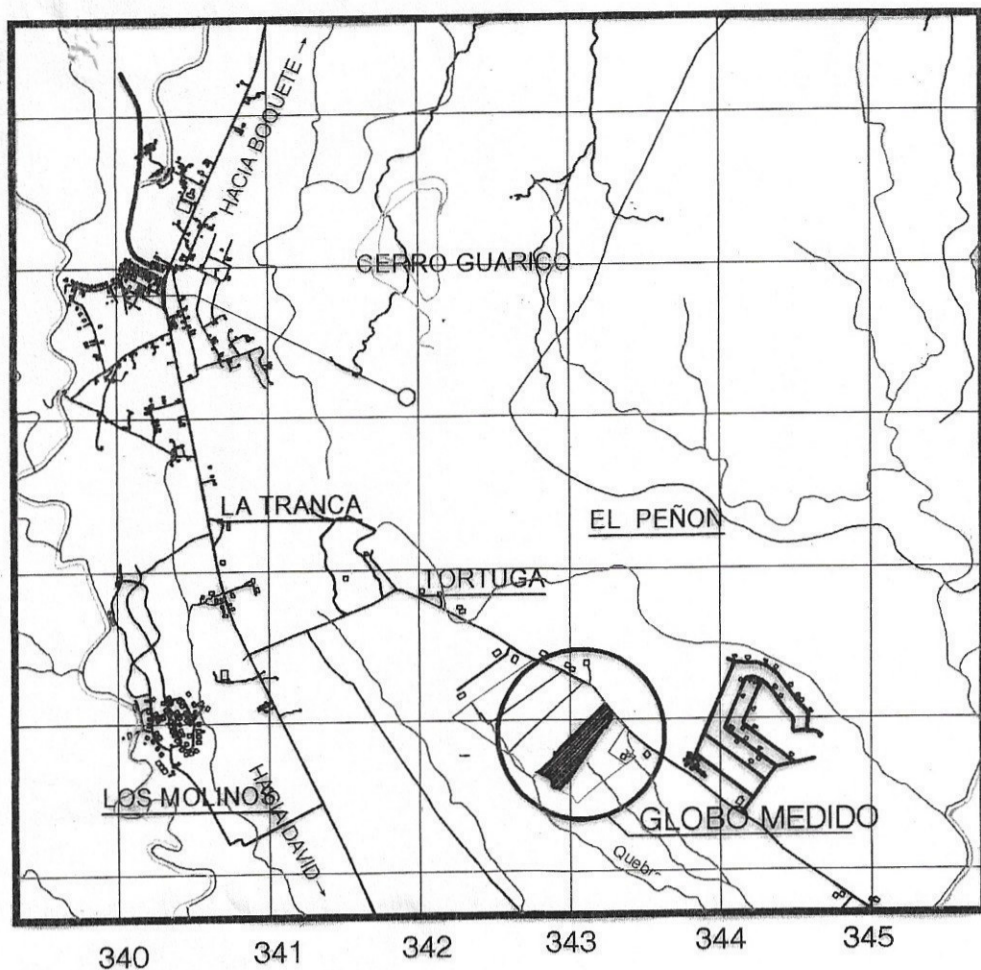 HACIA BOQUETE →
CERRO GUARICO
LA TRANCA
EL PEÑON
TORTUGA
LOS MOLINOS
HACIA DAVID →
GLOBO MEDIDO
340 341 342 343 344 345